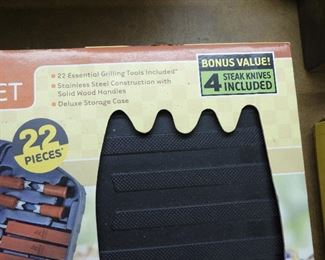 ET
▪ 22 Essential Grilling Tools Included*
▪ Stainless Steel Construction with
Solid Wood Handles
▪ Deluxe Storage Case
BONUS VALUE!
4 STEAK KNIVES
INCLUDED
22
PIECES*